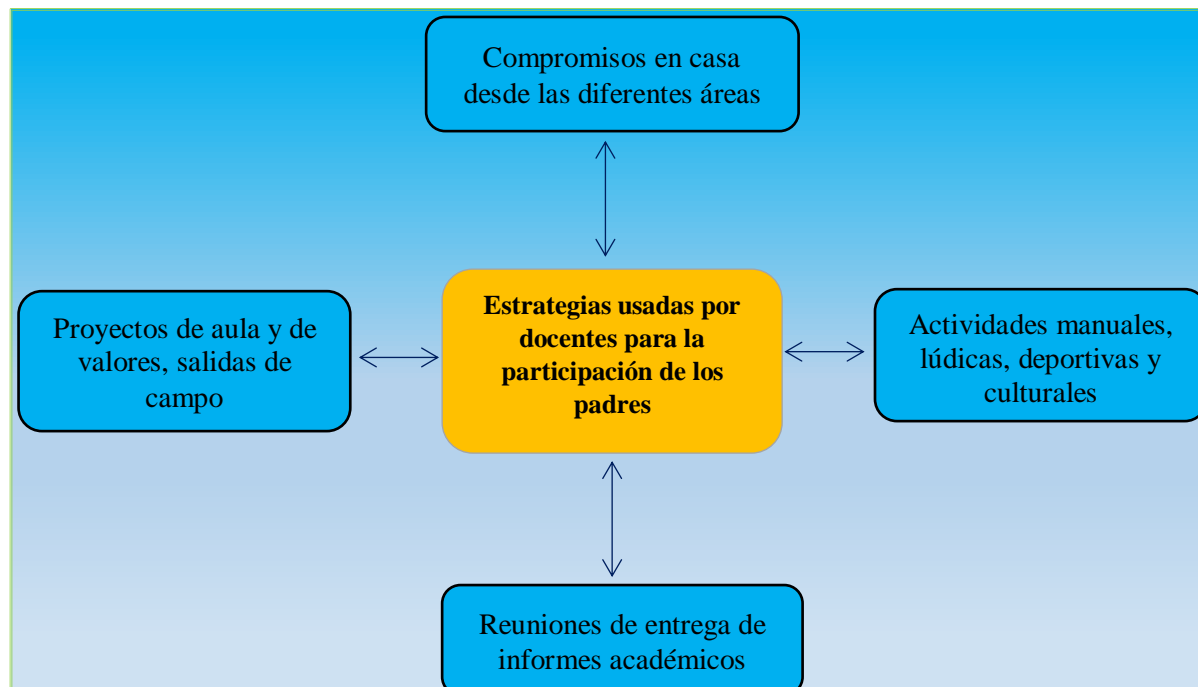 Compromisos en casa
desde las diferentes áreas
Proyectos de aula y de
valores, salidas de
campo
Estrategias usadas por
docentes para la
participación de los
padres
Actividades manuales,
lúdicas, deportivas y
culturales
Reuniones de entrega de
informes académicos